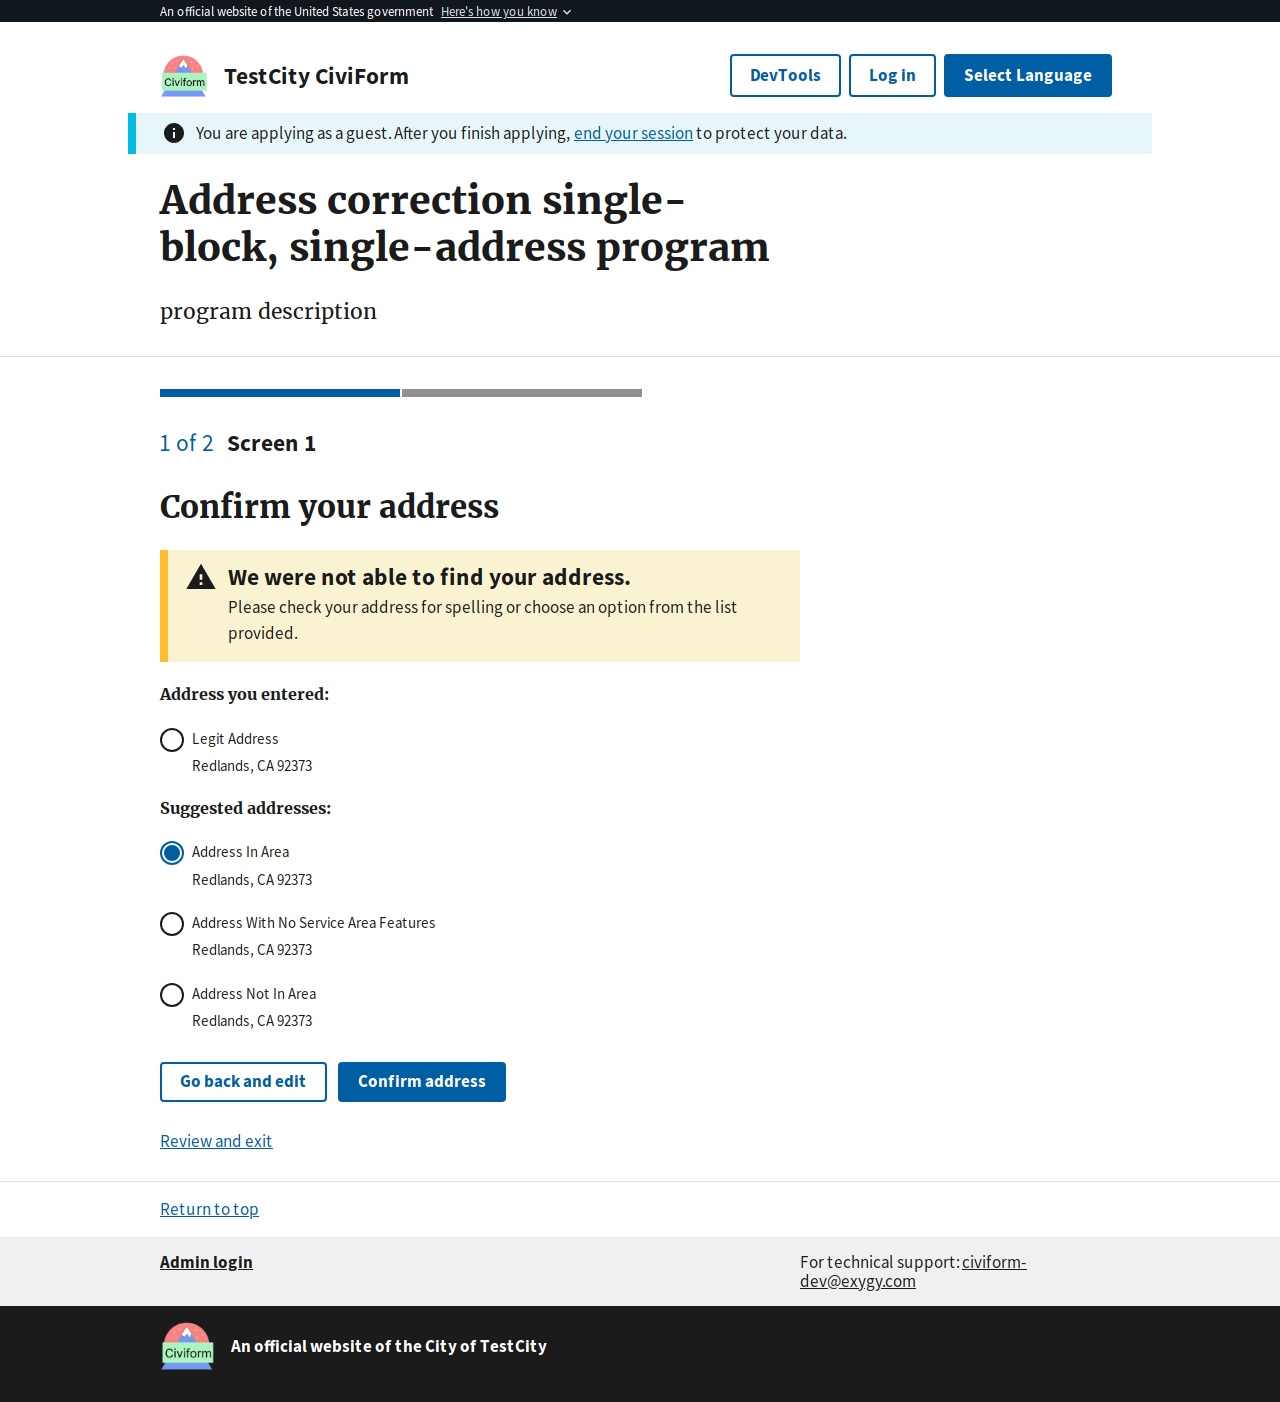 An official website of the United States government Here's how you know
Civiform
TestCity CiviForm
DevTools
Log in
Select Language
You are applying as a guest. After you finish applying, end your session to protect your data.
Address correction single-
block, single-address program
program description
1 of 2 Screen 1
Confirm your address
We were not able to find your address.
Please check your address for spelling or choose an option from the list
provided.
Address you entered:
Legit Address
Redlands, CA 92373
Suggested addresses:
Address In Area
Redlands, CA 92373
Address With No Service Area Features
Redlands, CA 92373
Address Not In Area
Redlands, CA 92373
Go back and edit
Confirm address
Review and exit
Return to top
Admin login
For technical support: civiform-
dev@exygy.com
Civiform
An official website of the City of TestCity